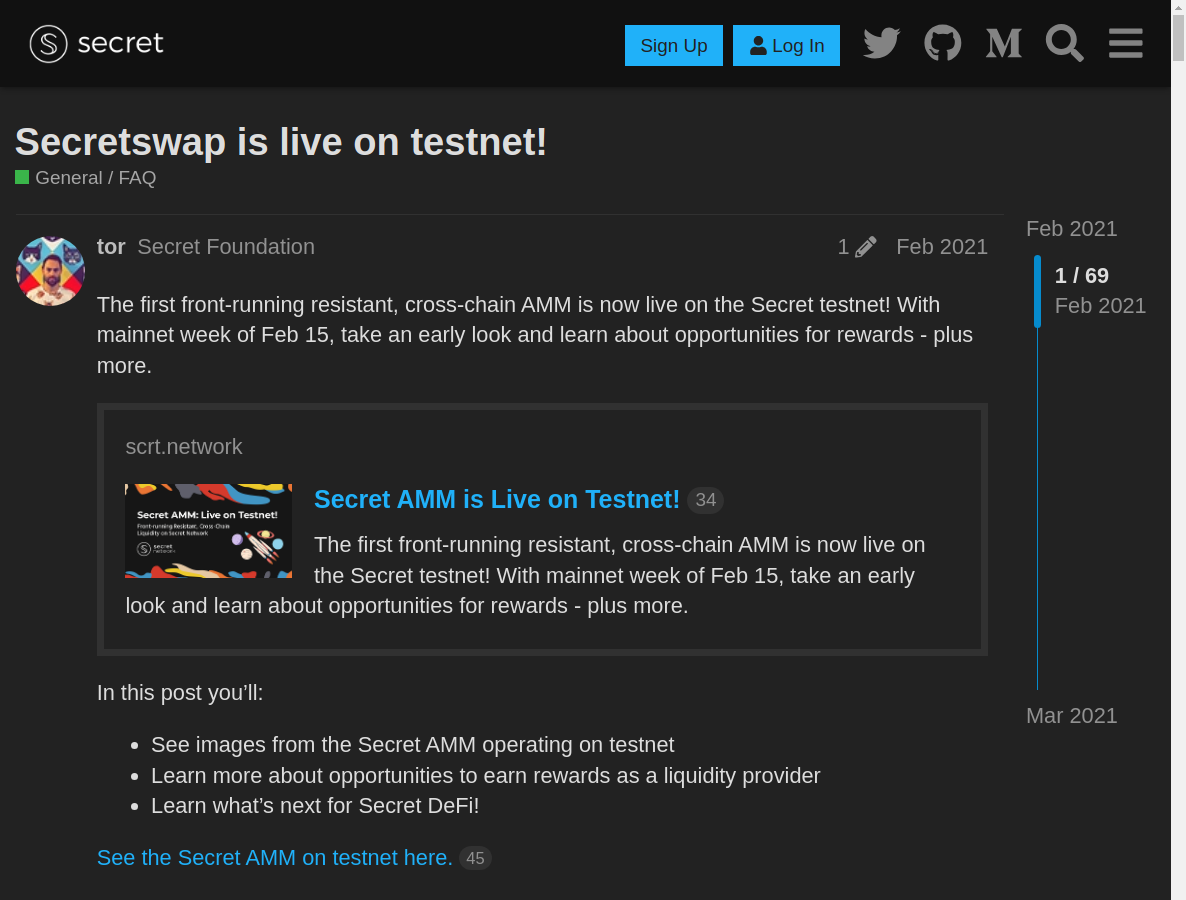 secret
Sign Up
Log In
Secretswap is live on testnet!
General / FAQ
tor Secret Foundation
1
Feb 2021
The first front-running resistant, cross-chain AMM is now live on the Secret testnet! With
mainnet week of Feb 15, take an early look and learn about opportunities for rewards - plus
more.
scrt.network
Secret AMM: Live on Testnet!
Front-running Resistant, Cross-Chain
Liquidity on Secret Network
secret
network
Secret AMM is Live on Testnet! 34
The first front-running resistant, cross-chain AMM is now live on
the Secret testnet! With mainnet week of Feb 15, take an early
look and learn about opportunities for rewards - plus more.
In this post you’ll:
See images from the Secret AMM operating on testnet
Learn more about opportunities to earn rewards as a liquidity provider
Learn what’s next for Secret DeFi!
See the Secret AMM on testnet here. 45
Feb 2021
1 / 69
Feb 2021
Mar 2021